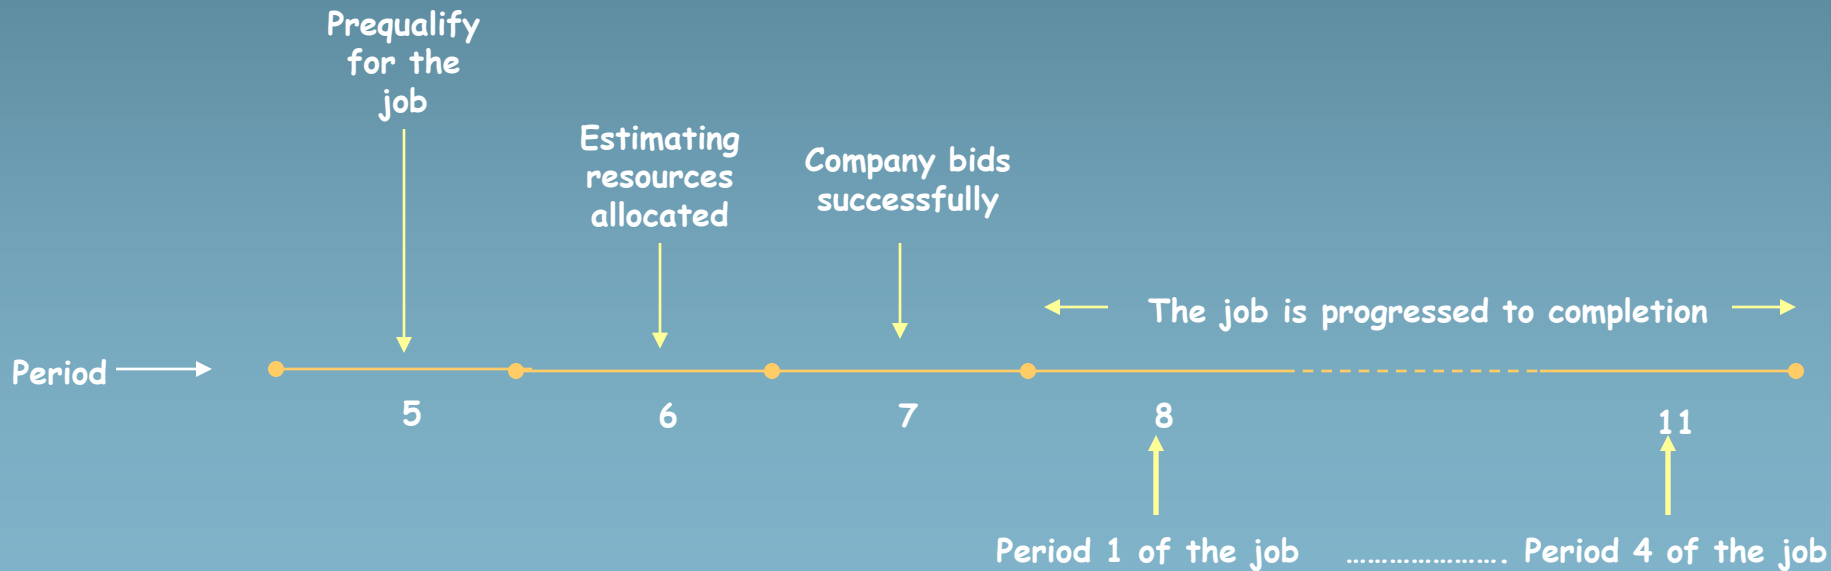 Prequalify
for the
job
Estimating
resources
allocated
Company bids
successfully
The job is progressed to completion
Period
5
6
7
8
11
Period 1 of the job ...................... Period 4 of the job